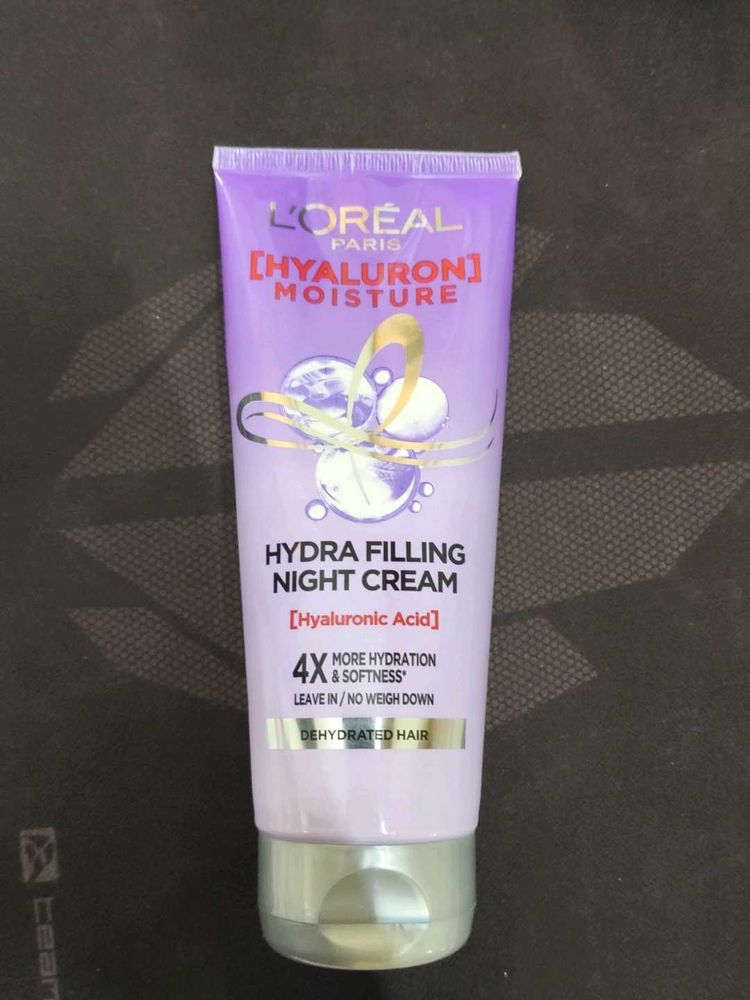 L'ORÉAL
PARIS
[HYALURON]
MOISTURE
HYDRA FILLING
NIGHT CREAM
[Hyaluronic Acid]
4X MORE HYDRATION
& SOFTNESS*
LEAVE IN / NO WEIGH DOWN
DEHYDRATED HAIR
team